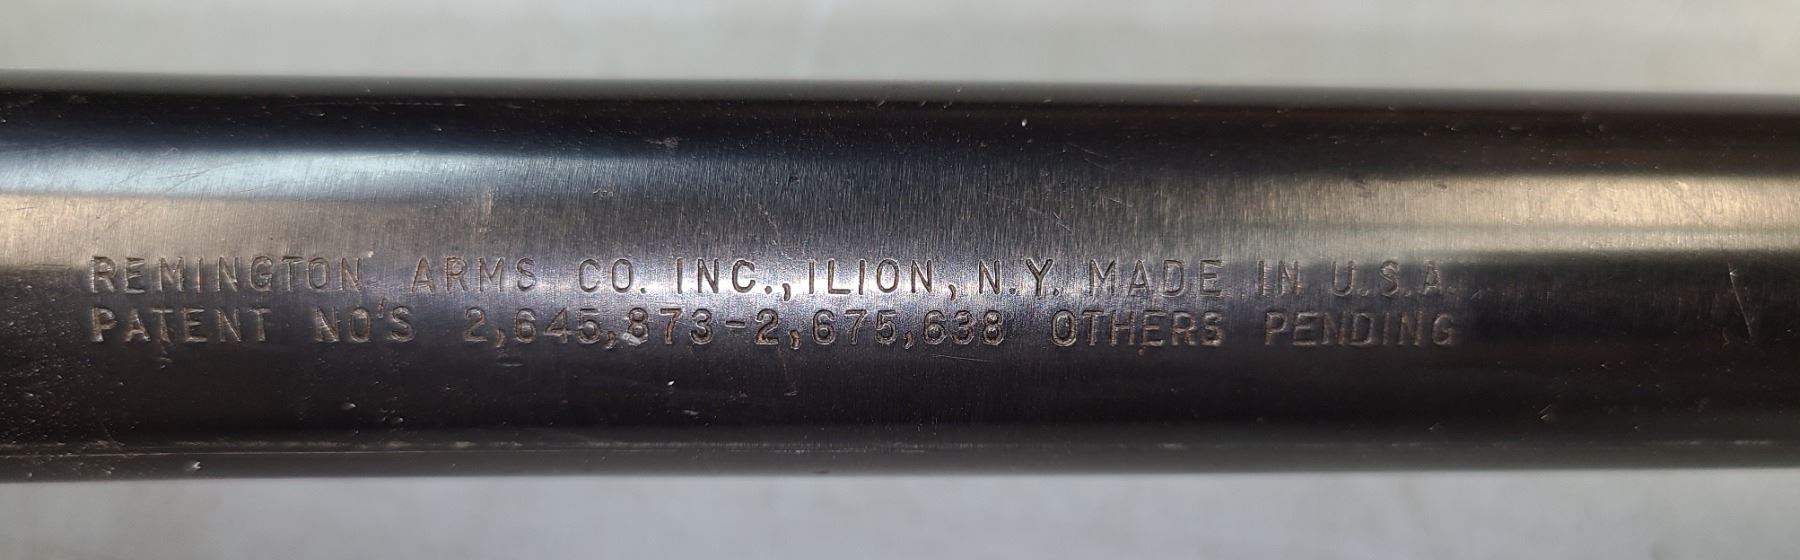 REMINGTON ARMS CO. INC., ILION, N.Y. MADE IN U.S.A.
PATENT NO'S 2,645,873-2,675,638 OTHERS PENDING